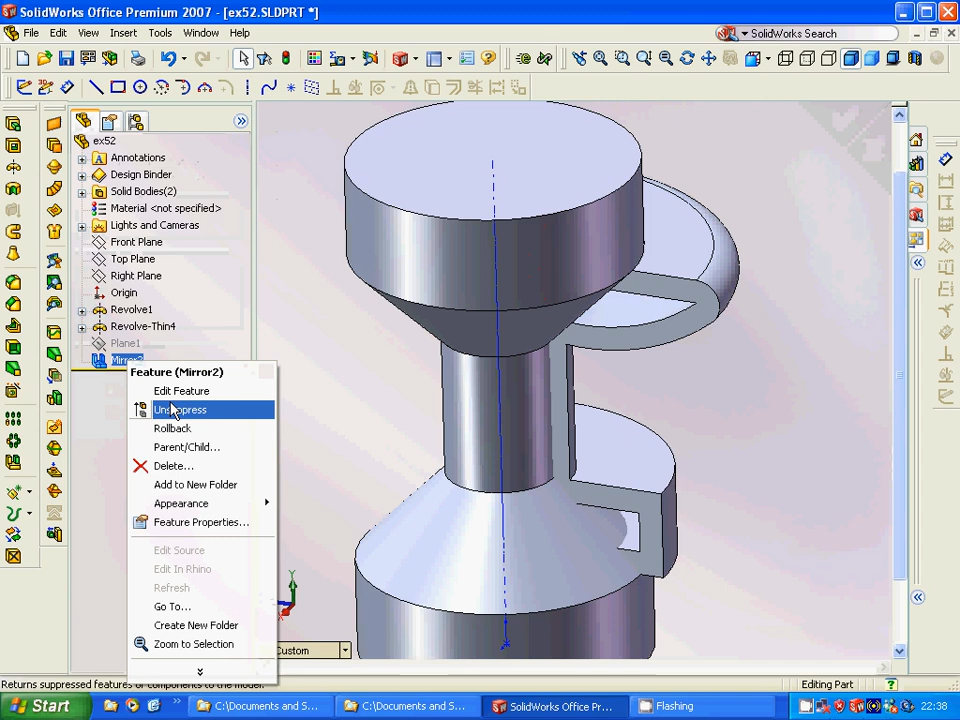 SolidWorks Office Premium 2007 - [ex52.SLDPRT *]
File Edit View Insert Tools Window Help
SolidWorks Search
ex52
Annotations
Design Binder
Solid Bodies(2)
Material <not specified>
Lights and Cameras
Front Plane
Top Plane
Right Plane
Origin
Revolve1
Revolve-Thin4
Plane1
Mirror2
Feature (Mirror2)
Edit Feature
Unsuppress
Rollback
Parent/Child...
Delete...
Add to New Folder
Appearance
Feature Properties...
Edit Source
Edit In Rhino
Refresh
Go To...
Create New Folder
Zoom to Selection
Custom
Returns suppressed features or components to the model.
Editing Part
Start
C:\Documents and S...
C:\Documents and S...
SolidWorks Office Pr...
Flashing
22:38